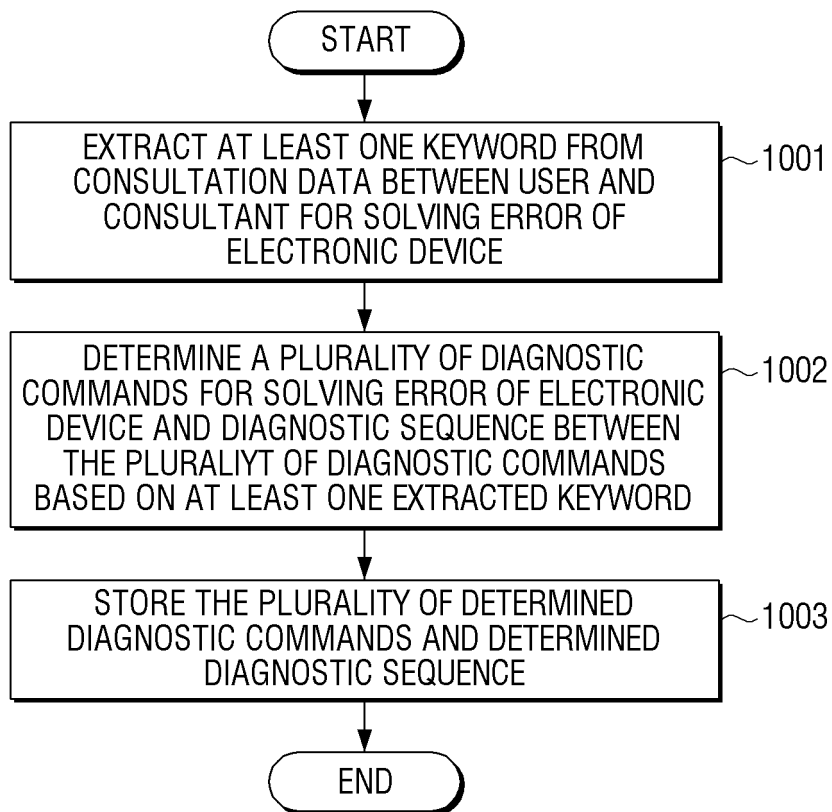 START
EXTRACT AT LEAST ONE KEYWORD FROM
CONSULTATION DATA BETWEEN USER AND
CONSULTANT FOR SOLVING ERROR OF
ELECTRONIC DEVICE
1001
DETERMINE A PLURALITY OF DIAGNOSTIC
COMMANDS FOR SOLVING ERROR OF ELECTRONIC
DEVICE AND DIAGNOSTIC SEQUENCE BETWEEN
THE PLURALIYT OF DIAGNOSTIC COMMANDS
BASED ON AT LEAST ONE EXTRACTED KEYWORD
1002
STORE THE PLURALITY OF DETERMINED
DIAGNOSTIC COMMANDS AND DETERMINED
DIAGNOSTIC SEQUENCE
1003
END